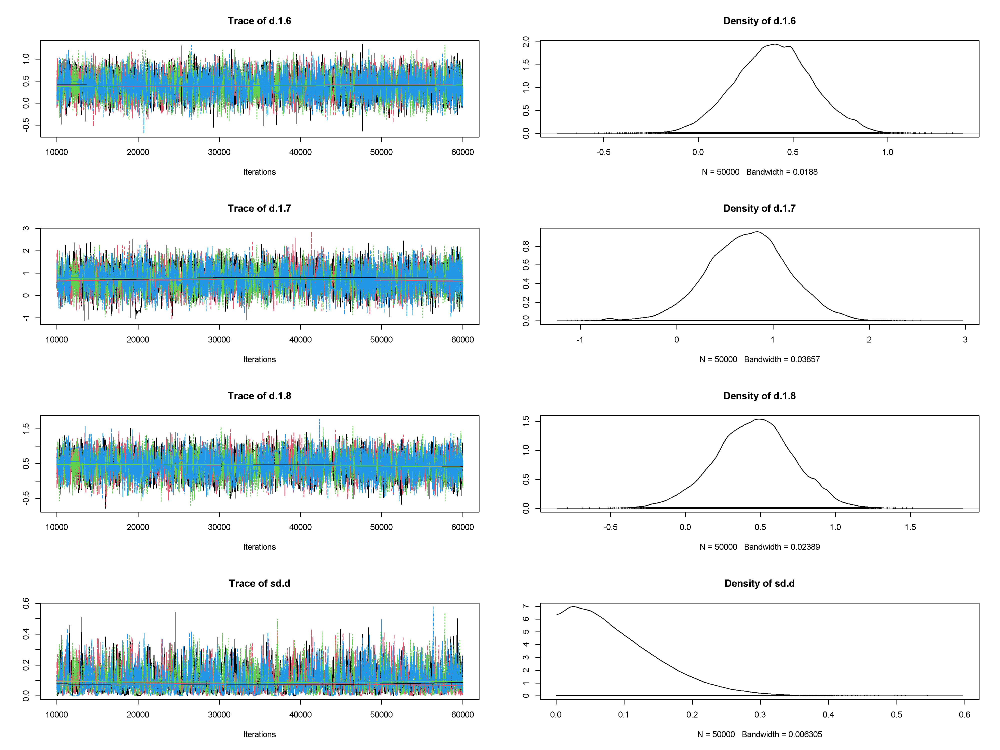 Trace of d.1.6
-0.5 0.0 0.5 1.0
10000 20000 30000 40000 50000 60000
Iterations
Density of d.1.6
0.0 0.5 1.0 1.5 2.0
-0.5 0.0 0.5 1.0
N = 50000 Bandwidth = 0.0188
Trace of d.1.7
-1 0 1 2 3
10000 20000 30000 40000 50000 60000
Iterations
Density of d.1.7
0.0 0.2 0.4 0.6 0.8
-1 0 1 2 3
N = 50000 Bandwidth = 0.03857
Trace of d.1.8
-0.5 0.5 1.5
10000 20000 30000 40000 50000 60000
Iterations
Density of d.1.8
0.0 0.5 1.0 1.5
-0.5 0.0 0.5 1.0 1.5
N = 50000 Bandwidth = 0.02389
Trace of sd.d
0.0 0.2 0.4 0.6
10000 20000 30000 40000 50000 60000
Iterations
Density of sd.d
0 1 2 3 4 5 6 7
0.0 0.1 0.2 0.3 0.4 0.5 0.6
N = 50000 Bandwidth = 0.006305